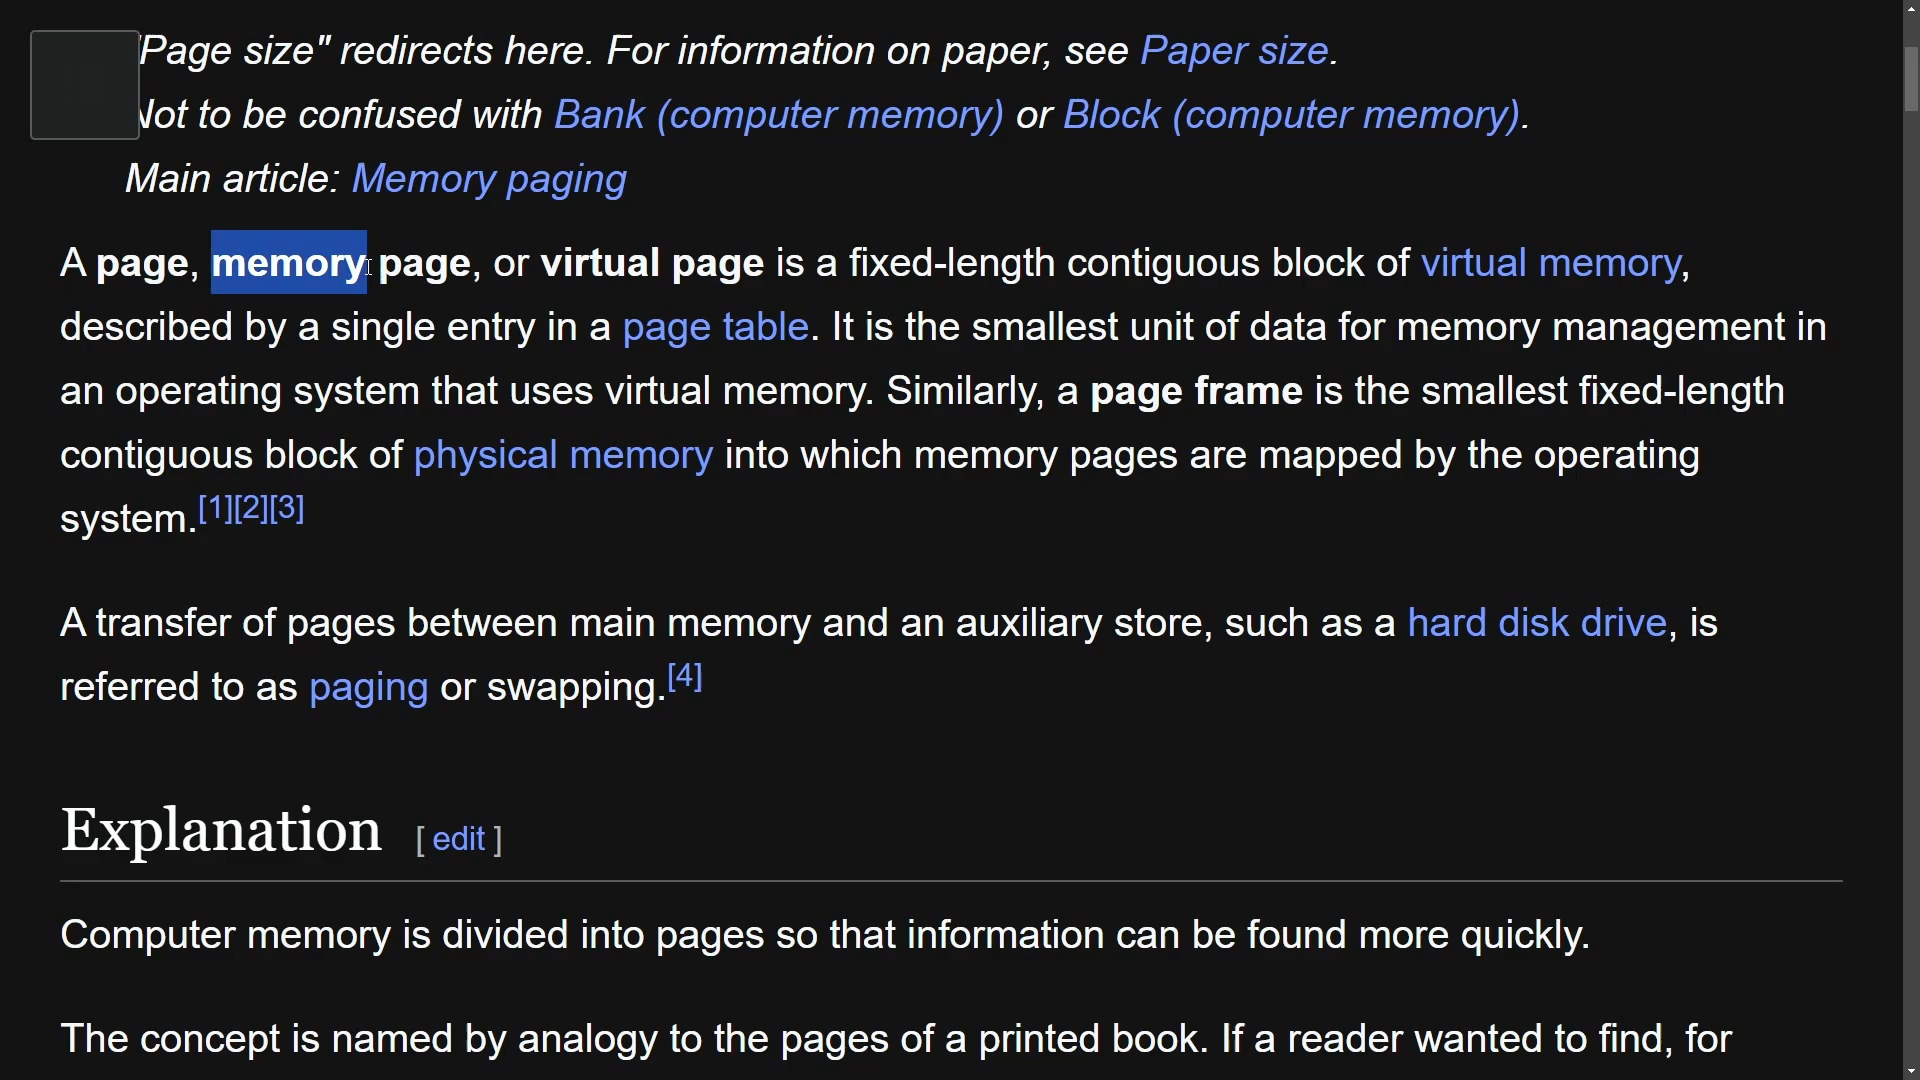 "Page size" redirects here. For information on paper, see Paper size.
Not to be confused with Bank (computer memory) or Block (computer memory).
Main article: Memory paging
A page, memory page, or virtual page is a fixed-length contiguous block of virtual memory,
described by a single entry in a page table. It is the smallest unit of data for memory management in
an operating system that uses virtual memory. Similarly, a page frame is the smallest fixed-length
contiguous block of physical memory into which memory pages are mapped by the operating
system.[1][2][3]
A transfer of pages between main memory and an auxiliary store, such as a hard disk drive, is
referred to as paging or swapping.[4]
Explanation [ edit ]
Computer memory is divided into pages so that information can be found more quickly.
The concept is named by analogy to the pages of a printed book. If a reader wanted to find, for